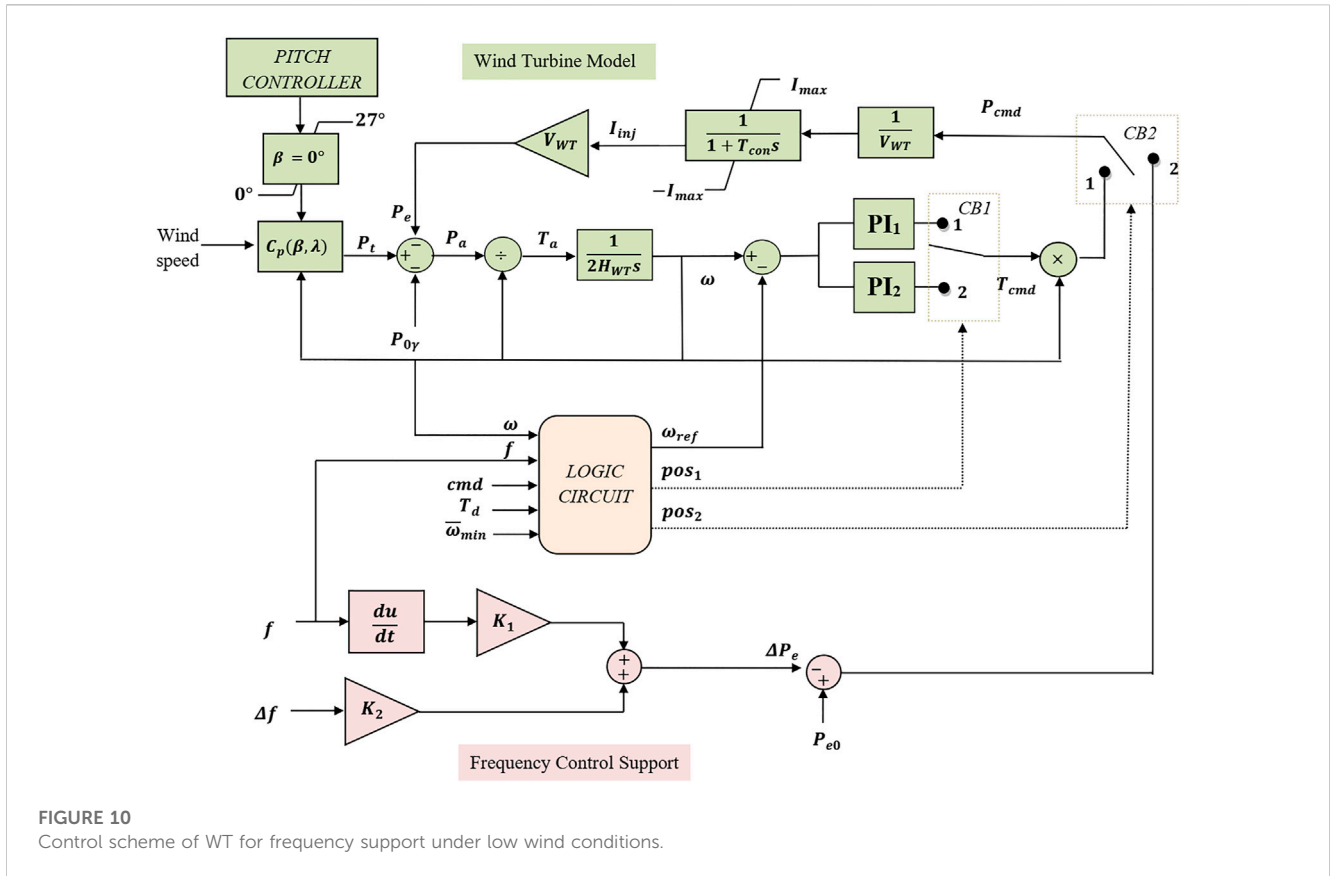 PITCH
CONTROLLER
Wind Turbine Model
27°
β = 0°
0°
V_WT
I_inj
I_max
1
1 + T_con s
−I_max
1
V_WT
P_cmd
CB2
1
2
Wind
speed
C_p(β, λ)
P_t
P_e
−
−
P_a
÷
T_a
1
2H_WT s
ω
+
−
PI₁
PI₂
CB1
1
2
T_cmd
×
P_0γ
ω
f
cmd
T_d
ω̅_min
LOGIC
CIRCUIT
ω_ref
pos₁
pos₂
f
du
dt
K₁
Δf
K₂
+
+
ΔP_e
−
+
P_e0
Frequency Control Support
FIGURE 10
Control scheme of WT for frequency support under low wind conditions.